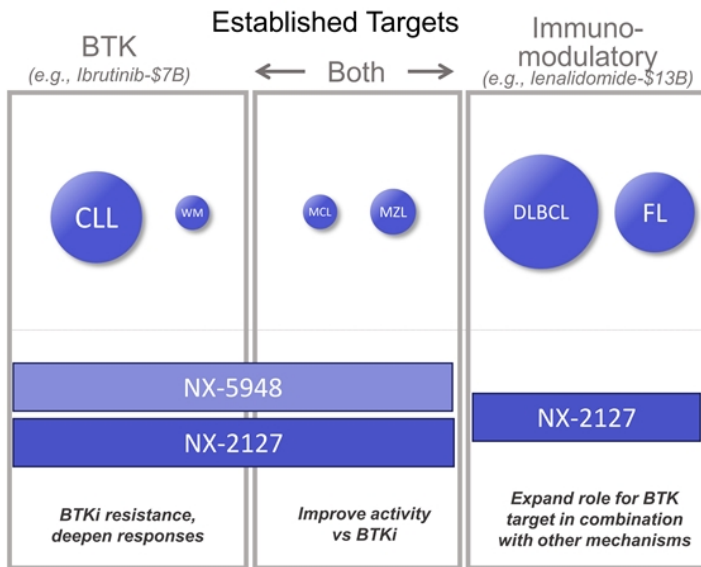 Established Targets
BTK
(e.g., Ibrutinib-$7B)
Both
Immuno-
modulatory
(e.g., lenalidomide-$13B)
CLL
WM
MCL
MZL
DLBCL
FL
NX-5948
NX-2127
NX-2127
BTKi resistance,
deepen responses
Improve activity
vs BTKi
Expand role for BTK
target in combination
with other mechanisms